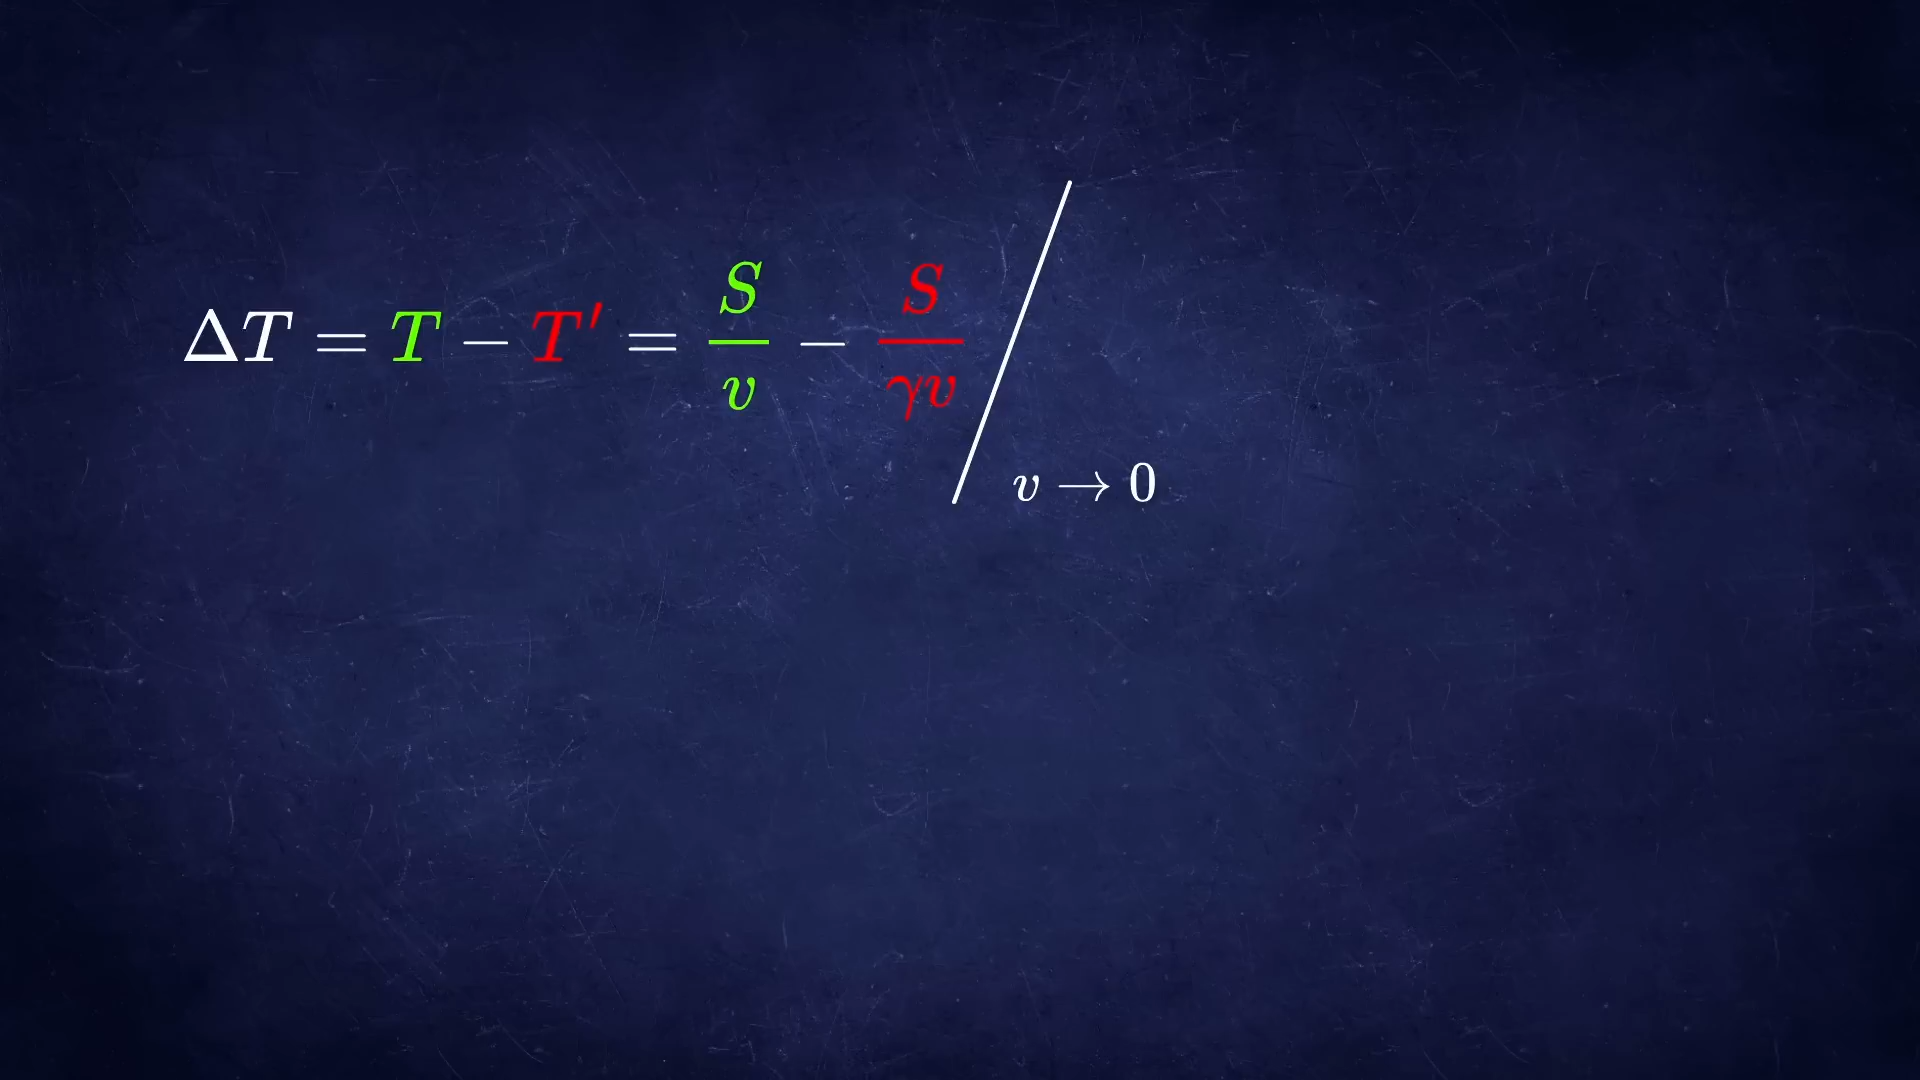 ΔT = T − T′ = S/v − S/γv /
v → 0